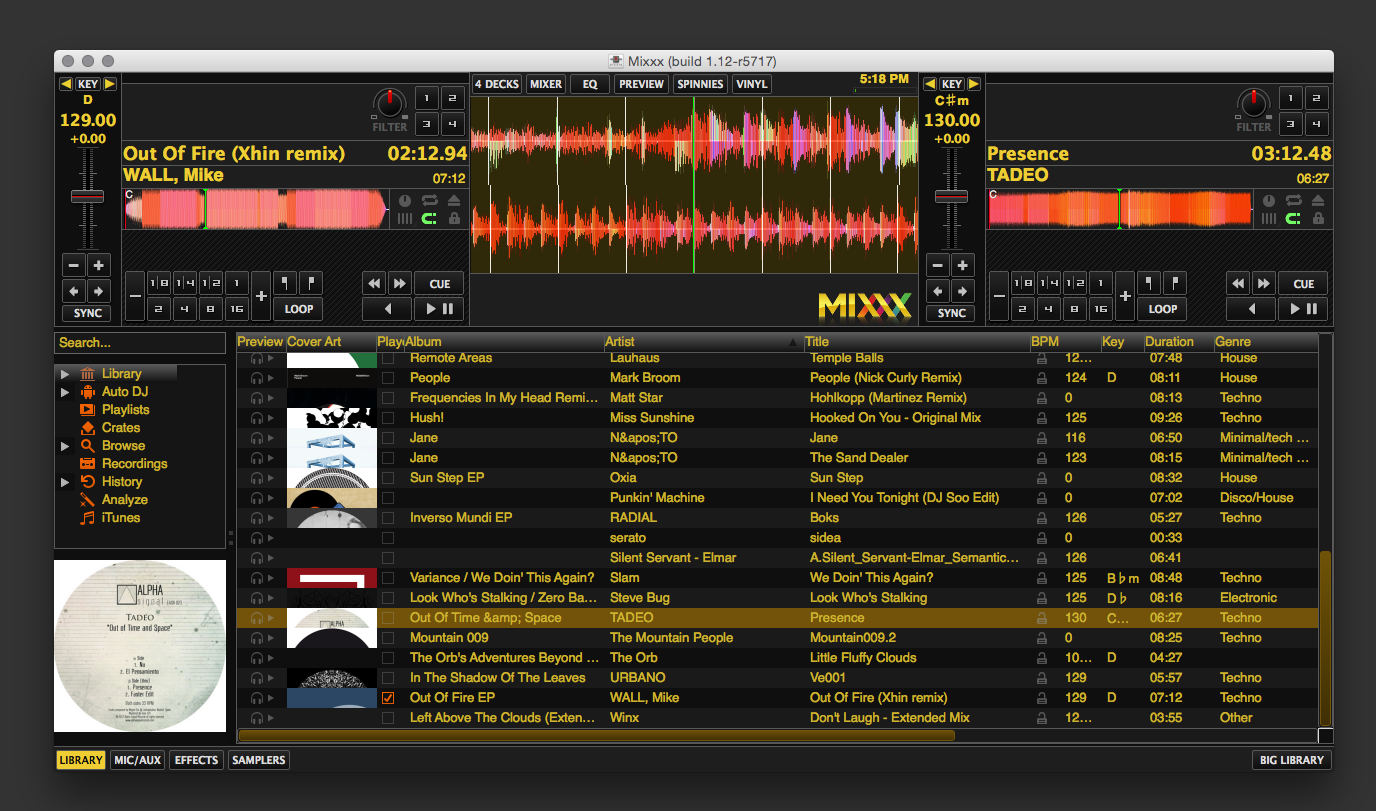 Mixxx (build 1.12-r5717)
KEY
D
129.00
+0.00
SYNC
FILTER
1 2
3 4
Out Of Fire (Xhin remix) 02:12.94
WALL, Mike 07:12
C
1|8 1|4 1|2 1
2 4 8 16
LOOP
CUE
4 DECKS MIXER EQ PREVIEW SPINNIES VINYL
5:18 PM
MIXXX
KEY
C♯m
130.00
+0.00
SYNC
FILTER
1 2
3 4
Presence 03:12.48
TADEO 06:27
C
1|8 1|4 1|2 1
2 4 8 16
LOOP
CUE
Search...
Library
Auto DJ
Playlists
Crates
Browse
Recordings
History
Analyze
iTunes
ALPHA
signal
TADEO
"Out of Time and Space"
1. No
2. El Pensamiento
1. Presence
2. Faster Edit
Preview Cover Art Play Album Artist Title BPM Key Duration Genre
Remote Areas Lauhaus Temple Balls 12... 07:48 House
People Mark Broom People (Nick Curly Remix) 124 D 08:11 House
Frequencies In My Head Remi... Matt Star Hohlkopp (Martinez Remix) 0 08:13 Techno
Hush! Miss Sunshine Hooked On You - Original Mix 125 09:26 Techno
Jane N&apos;TO Jane 116 06:50 Minimal/tech ...
Jane N&apos;TO The Sand Dealer 123 08:15 Minimal/tech ...
Sun Step EP Oxia Sun Step 0 08:32 House
Punkin' Machine I Need You Tonight (DJ Soo Edit) 0 07:02 Disco/House
Inverso Mundi EP RADIAL Boks 126 05:27 Techno
serato sidea 0 00:33
Silent Servant - Elmar A.Silent_Servant-Elmar_Semantic... 126 06:41
Variance / We Doin' This Again? Slam We Doin' This Again? 125 B♭m 08:48 Techno
Look Who's Stalking / Zero Ba... Steve Bug Look Who's Stalking 125 D♭ 08:16 Electronic
Out Of Time &amp; Space TADEO Presence 130 C... 06:27 Techno
Mountain 009 The Mountain People Mountain009.2 0 08:25 Techno
The Orb's Adventures Beyond ... The Orb Little Fluffy Clouds 10... D 04:27
In The Shadow Of The Leaves URBANO Ve001 129 05:57 Techno
Out Of Fire EP WALL, Mike Out Of Fire (Xhin remix) 129 D 07:12 Techno
Left Above The Clouds (Exten... Winx Don't Laugh - Extended Mix 12... 03:55 Other
LIBRARY MIC/AUX EFFECTS SAMPLERS BIG LIBRARY